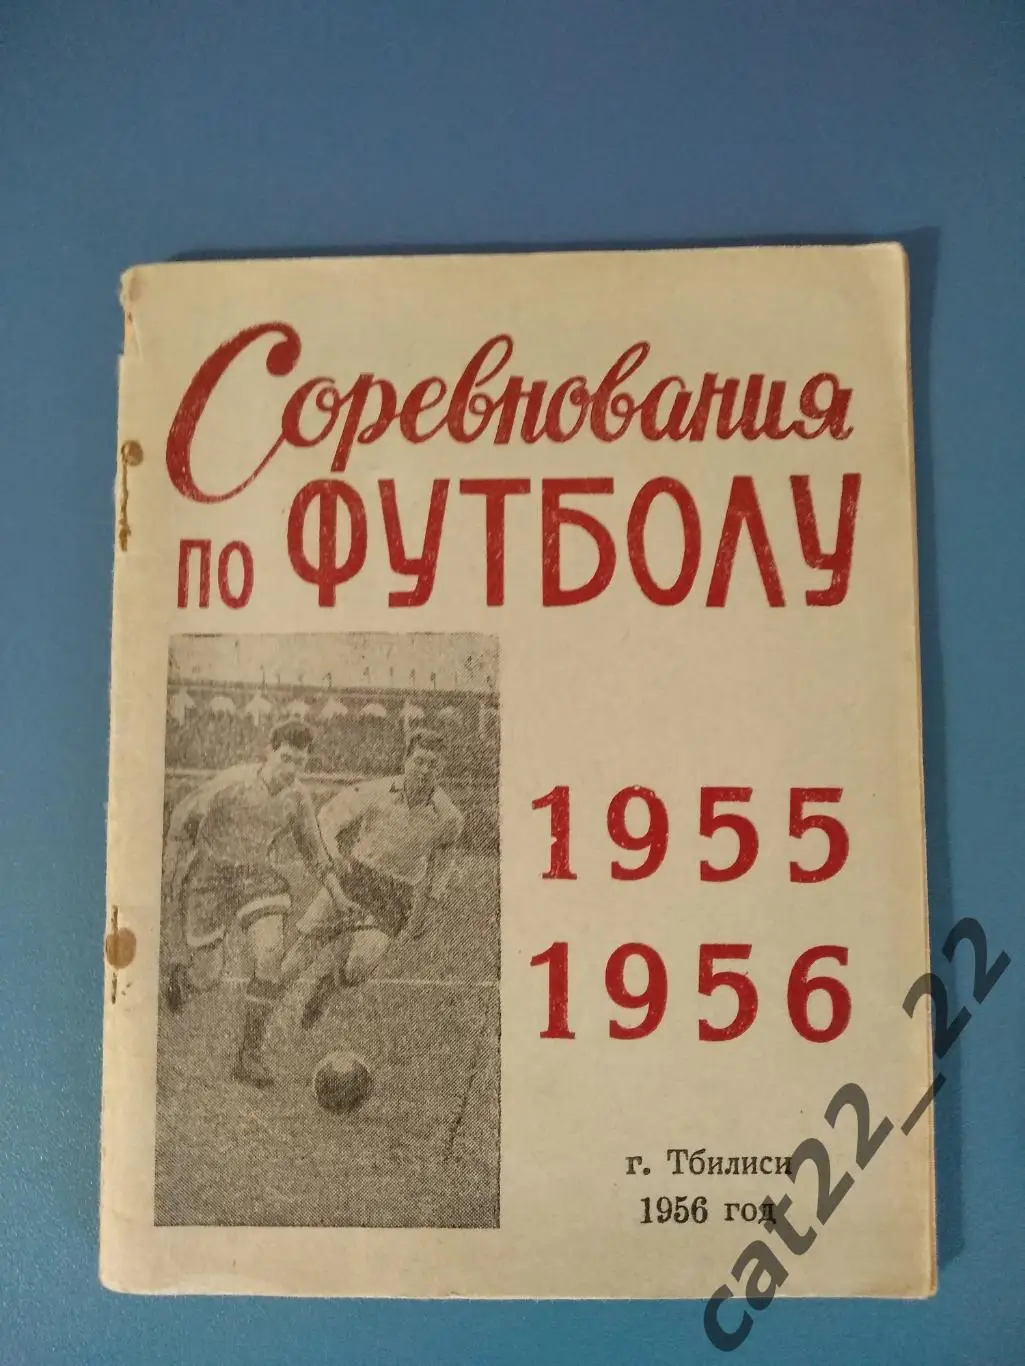 Соревнования
по ФУТБОЛУ
1955
1956
г. Тбилиси
1956 год
cat22_22